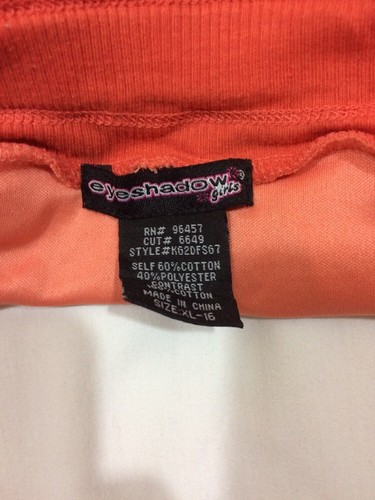 eyeshadow
girls
RN# 96457
CUT# 6649
STYLE#K62DFS67
SELF 60%COTTON
40%POLYESTER
CONTRAST
COTTON
MADE IN CHINA
SIZE:XL-16